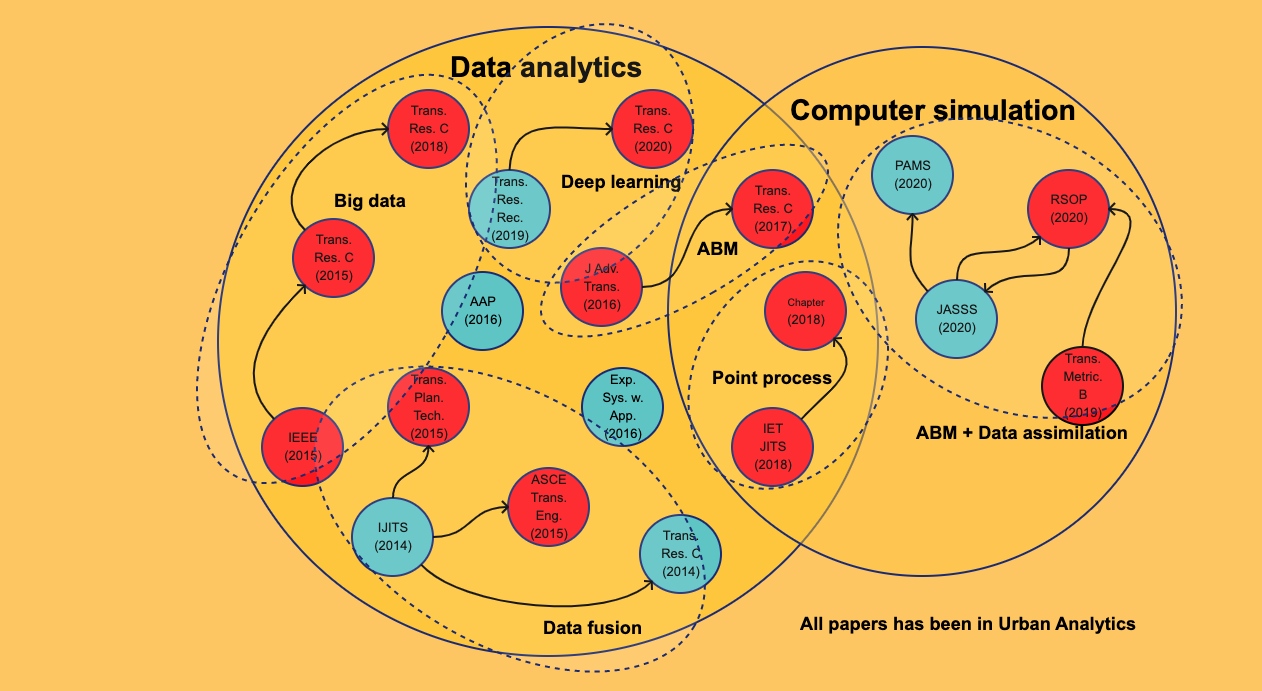 Data analytics
Computer simulation
Trans.
Res. C
(2018)
Trans.
Res. C
(2020)
Big data
Trans.
Res.
Rec.
(2019)
Deep learning
Trans.
Res. C
(2017)
PAMS
(2020)
RSOP
(2020)
Trans.
Res. C
(2015)
ABM
J Adv.
Trans.
(2016)
AAP
(2016)
Chapter
(2018)
JASSS
(2020)
Trans.
Plan.
Tech.
(2015)
Exp.
Sys. w.
App.
(2016)
Point process
Trans.
Metric.
B
(2019)
IEEE
(2015)
IET
JITS
(2018)
ABM + Data assimilation
IJITS
(2014)
ASCE
Trans.
Eng.
(2015)
Trans.
Res. C
(2014)
Data fusion
All papers has been in Urban Analytics